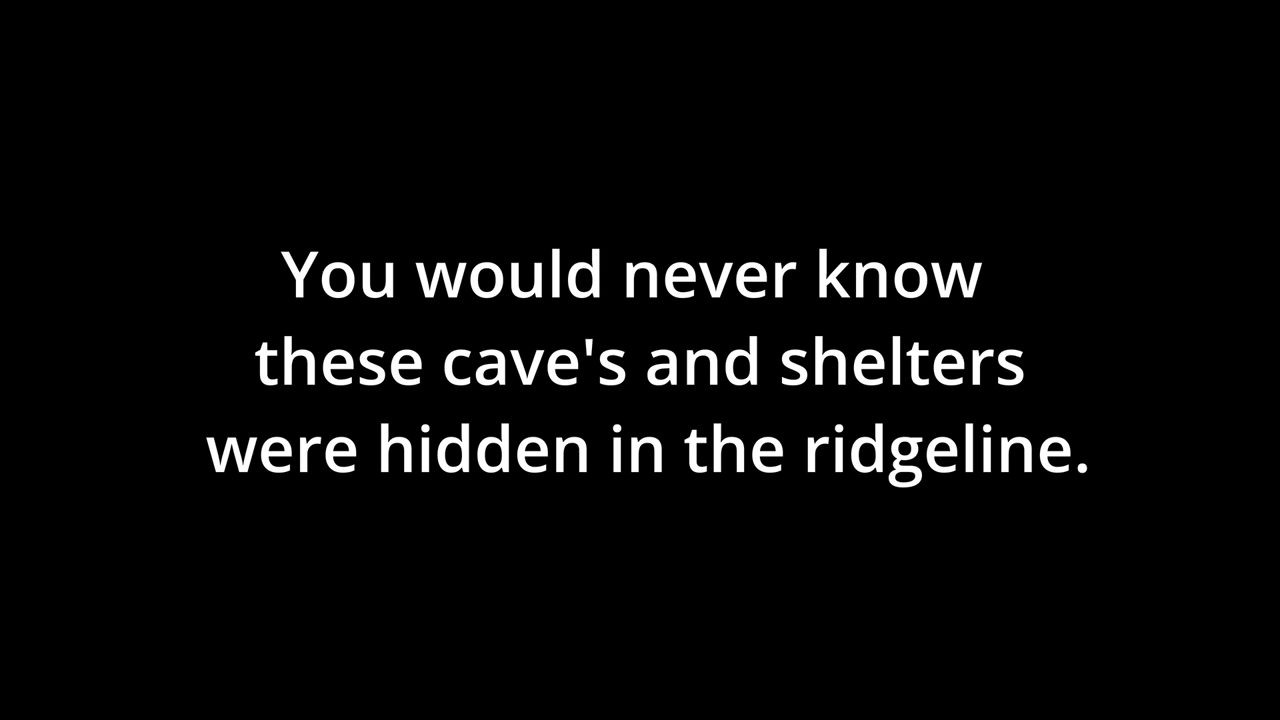 You would never know
these cave's and shelters
were hidden in the ridgeline.